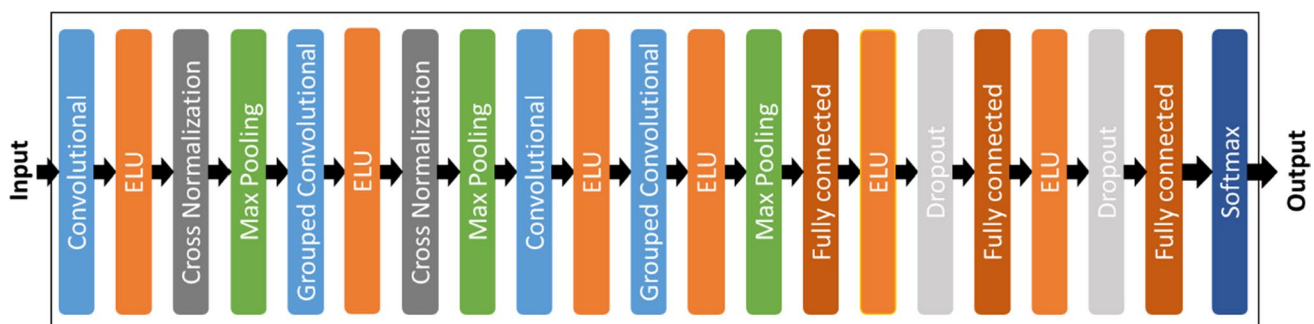 Input
Convolutional
ELU
Cross Normalization
Max Pooling
Grouped Convolutional
ELU
Cross Normalization
Max Pooling
Convolutional
ELU
Grouped Convolutional
ELU
Max Pooling
Fully connected
ELU
Dropout
Fully connected
ELU
Dropout
Fully connected
Softmax
Output